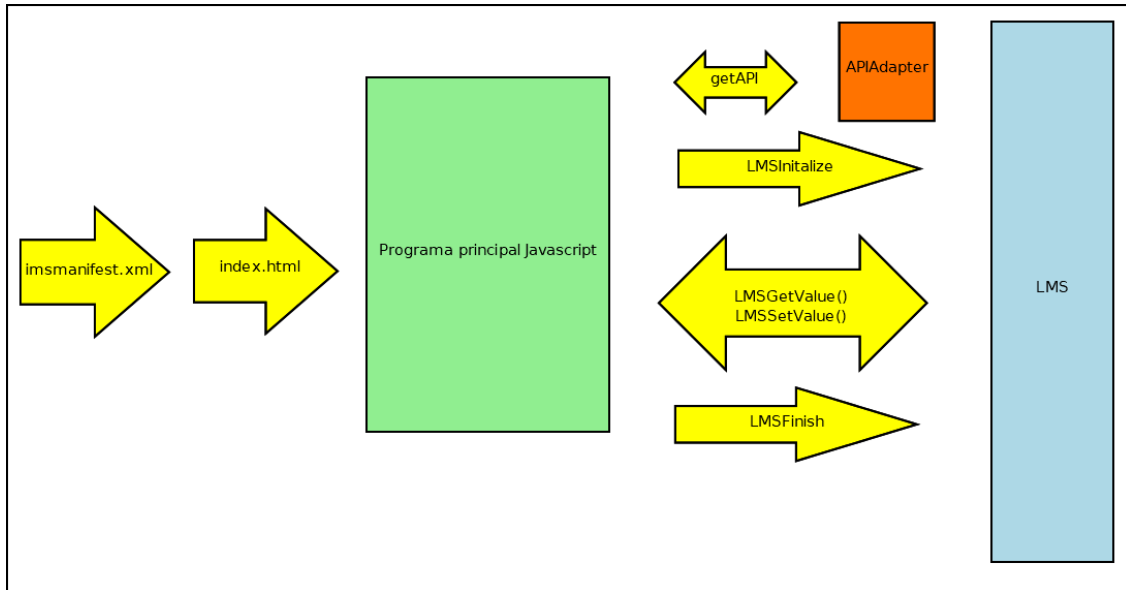 imsmanifest.xml
index.html
Programa principal Javascript
getAPI
APIAdapter
LMSInitalize
LMSGetValue()
LMSSetValue()
LMSFinish
LMS